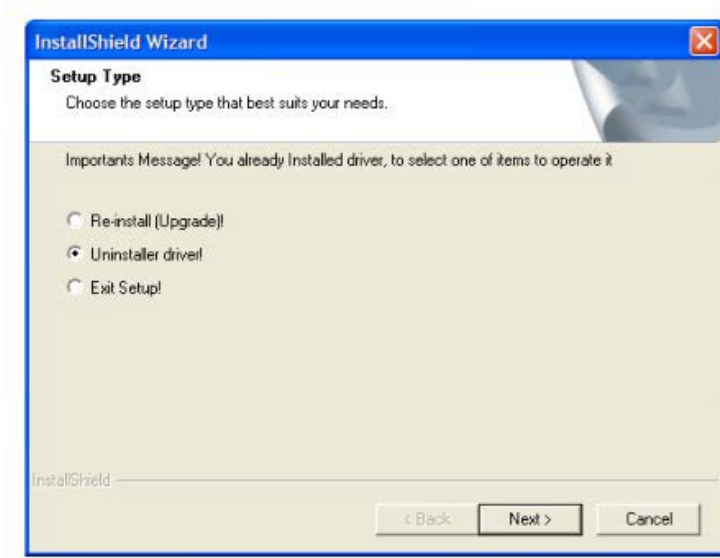 InstallShield Wizard
Setup Type
Choose the setup type that best suits your needs.
Importants Message! You already Installed driver, to select one of items to operate it
Re-install (Upgrade)!
Uninstaller driver!
Exit Setup!
InstallShield
< Back Next > Cancel